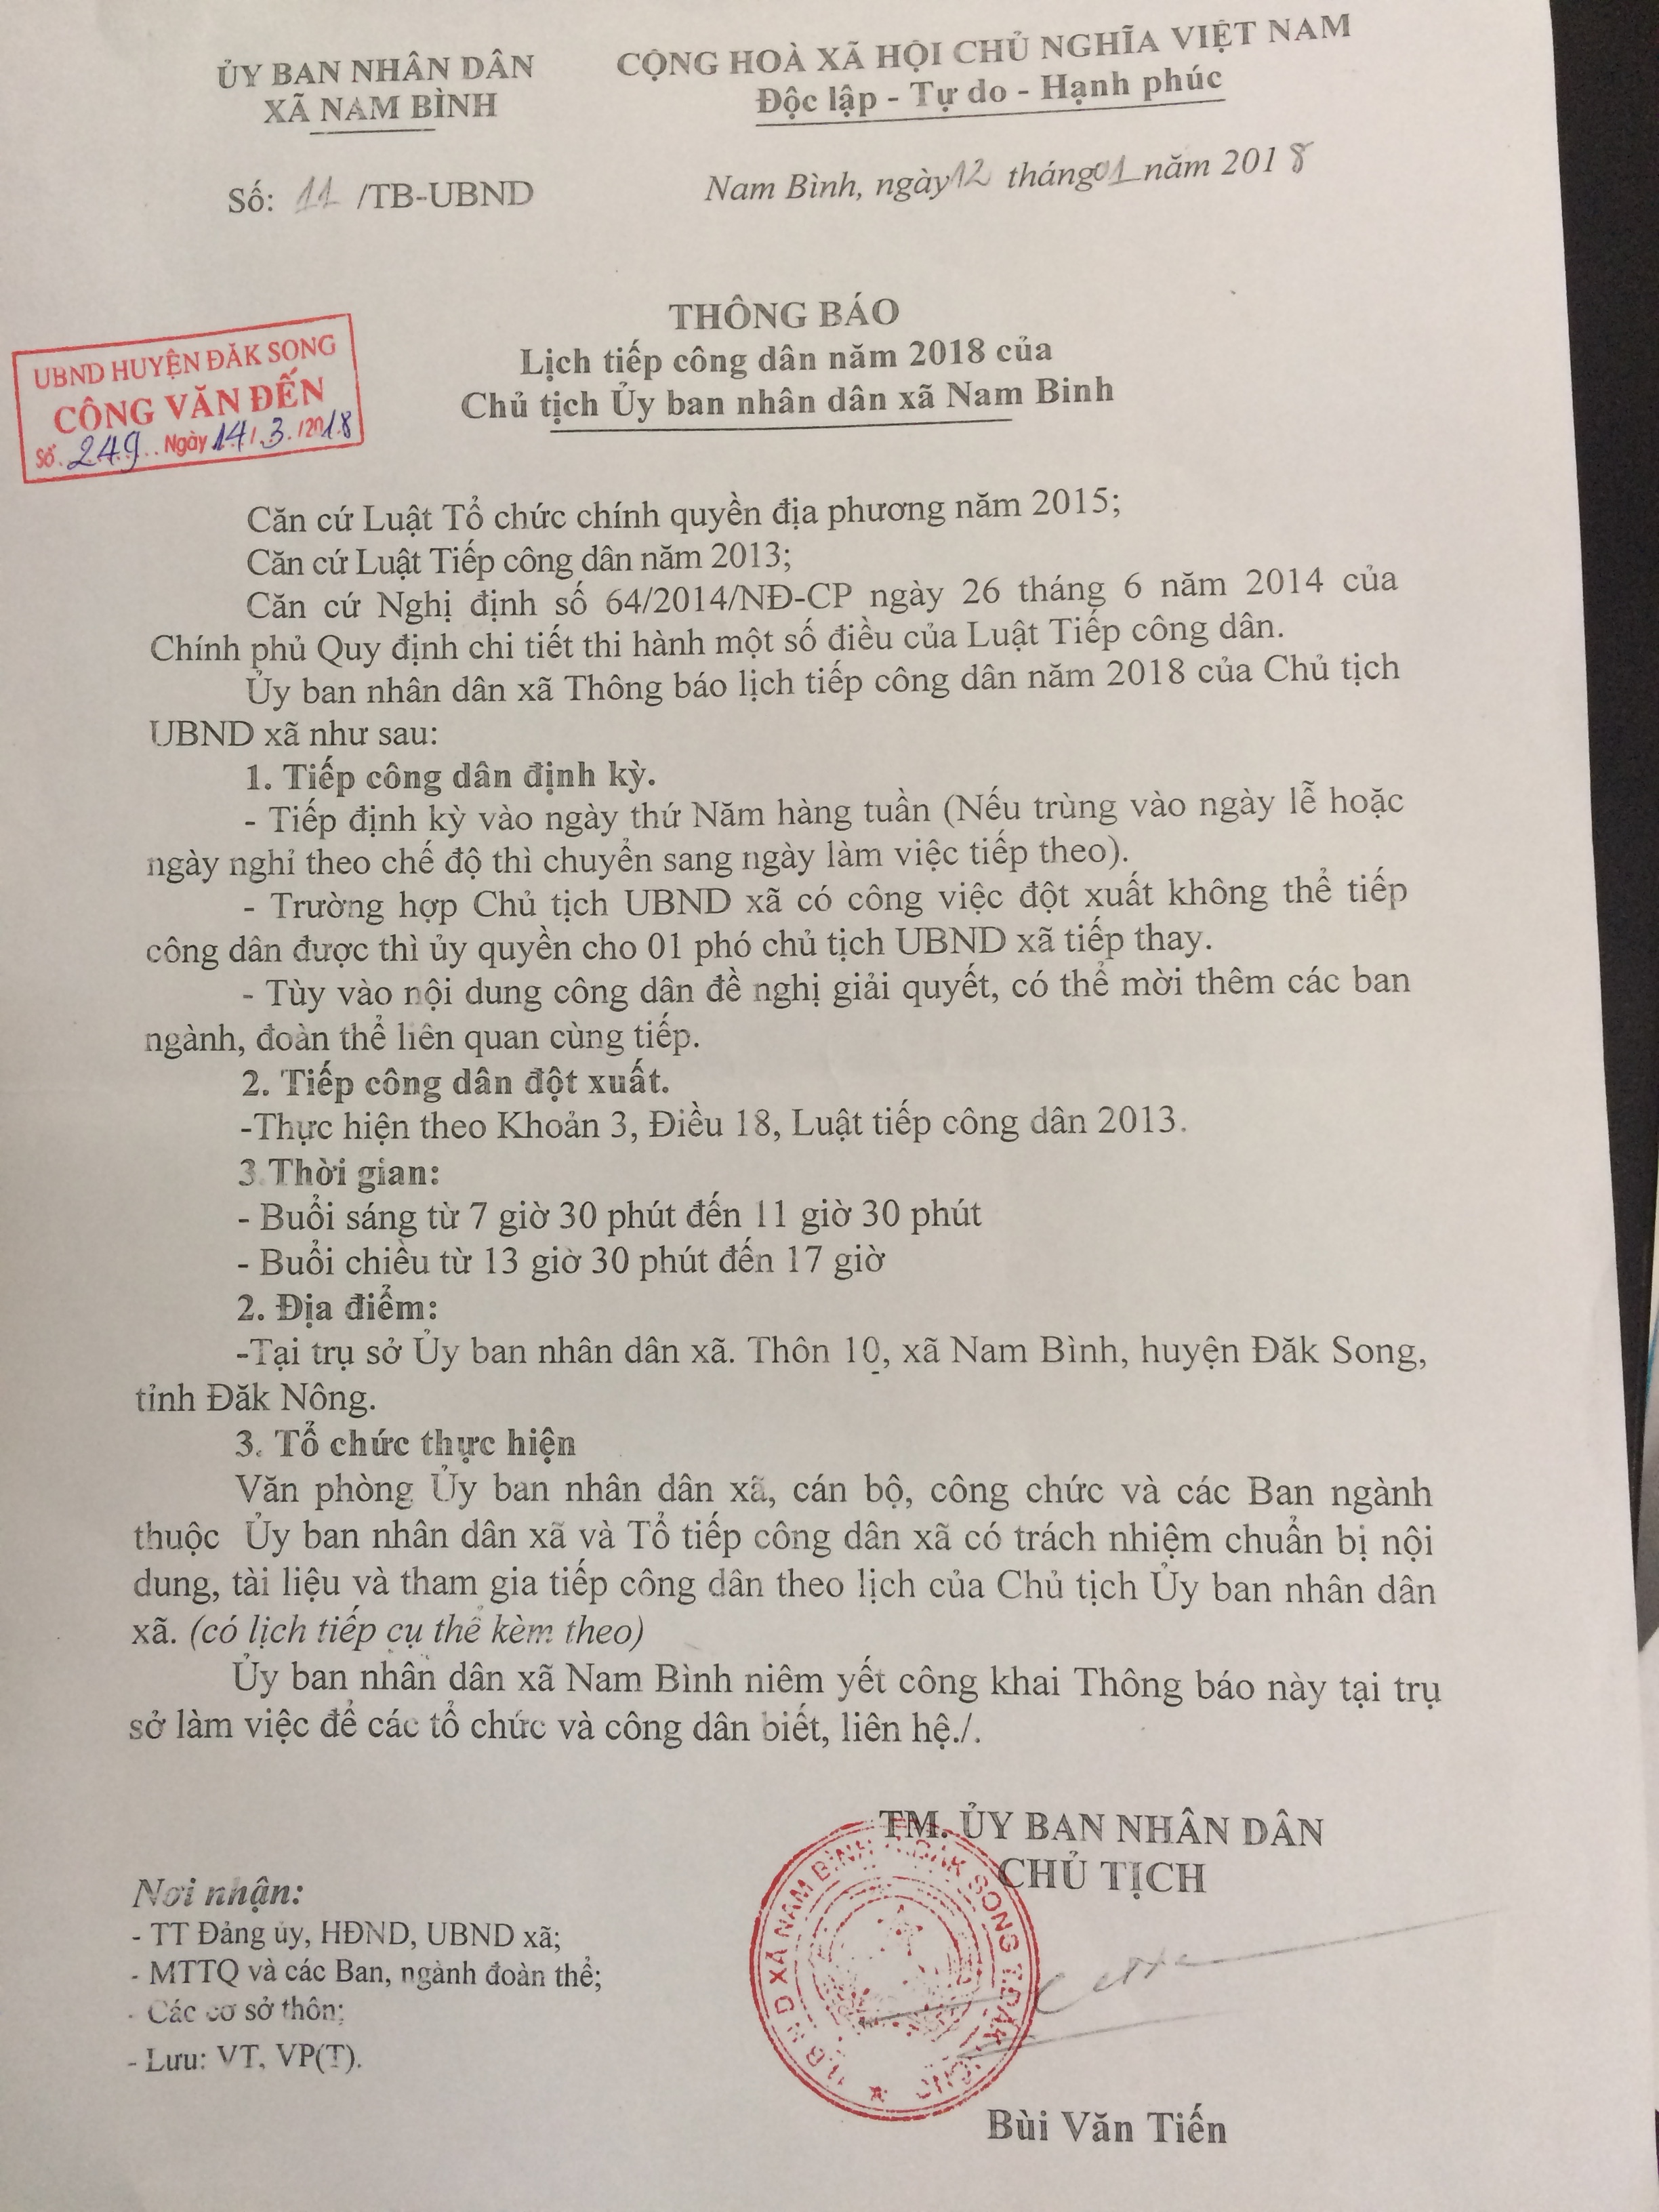 ỦY BAN NHÂN DÂN
XÃ NAM BÌNH
CỘNG HOÀ XÃ HỘI CHỦ NGHĨA VIỆT NAM
Độc lập - Tự do - Hạnh phúc
Số: 11 /TB-UBND
Nam Bình, ngày 12 tháng 01 năm 2018
THÔNG BÁO
Lịch tiếp công dân năm 2018 của
Chủ tịch Ủy ban nhân dân xã Nam Binh
UBND HUYỆN ĐĂK SONG
CÔNG VĂN ĐẾN
Số. 249.. Ngày 14/.3./2018
Căn cứ Luật Tổ chức chính quyền địa phương năm 2015;
Căn cứ Luật Tiếp công dân năm 2013;
Căn cứ Nghị định số 64/2014/NĐ-CP ngày 26 tháng 6 năm 2014 của
Chính phủ Quy định chi tiết thi hành một số điều của Luật Tiếp công dân.
Ủy ban nhân dân xã Thông báo lịch tiếp công dân năm 2018 của Chủ tịch
UBND xã như sau:
1. Tiếp công dân định kỳ.
- Tiếp định kỳ vào ngày thứ Năm hàng tuần (Nếu trùng vào ngày lễ hoặc
ngày nghỉ theo chế độ thì chuyển sang ngày làm việc tiếp theo).
- Trường hợp Chủ tịch UBND xã có công việc đột xuất không thể tiếp
công dân được thì ủy quyền cho 01 phó chủ tịch UBND xã tiếp thay.
- Tùy vào nội dung công dân đề nghị giải quyết, có thể mời thêm các ban
ngành, đoàn thể liên quan cùng tiếp.
2. Tiếp công dân đột xuất.
-Thực hiện theo Khoản 3, Điều 18, Luật tiếp công dân 2013.
3.Thời gian:
- Buổi sáng từ 7 giờ 30 phút đến 11 giờ 30 phút
- Buổi chiều từ 13 giờ 30 phút đến 17 giờ
2. Địa điểm:
-Tại trụ sở Ủy ban nhân dân xã. Thôn 10, xã Nam Bình, huyện Đăk Song,
tỉnh Đăk Nông.
3. Tổ chức thực hiện
Văn phòng Ủy ban nhân dân xã, cán bộ, công chức và các Ban ngành
thuộc Ủy ban nhân dân xã và Tổ tiếp công dân xã có trách nhiệm chuẩn bị nội
dung, tài liệu và tham gia tiếp công dân theo lịch của Chủ tịch Ủy ban nhân dân
xã. (có lịch tiếp cụ thể kèm theo)
Ủy ban nhân dân xã Nam Bình niêm yết công khai Thông báo này tại trụ
sở làm việc để các tổ chức và công dân biết, liên hệ./.
TM. ỦY BAN NHÂN DÂN
CHỦ TỊCH
Nơi nhận:
- TT Đảng ủy, HĐND, UBND xã;
- MTTQ và các Ban, ngành đoàn thể;
- Các cơ sở thôn;
- Lưu: VT, VP(T).
XÃ NAM BÌNH ĐĂK SONG
Bùi Văn Tiến